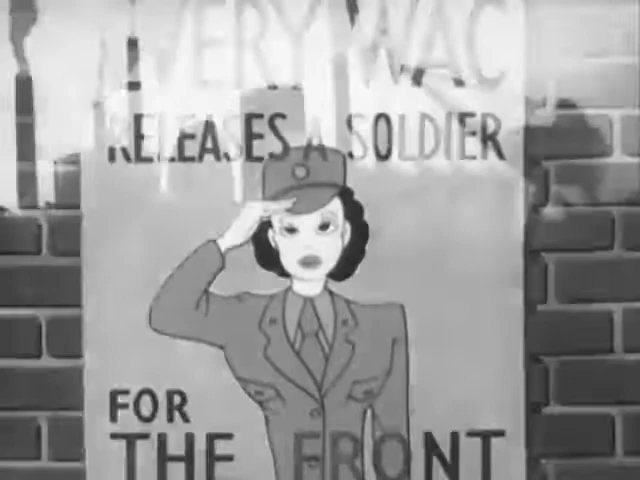 EVERY WAC
RELEASES A SOLDIER
FOR
THE FRONT